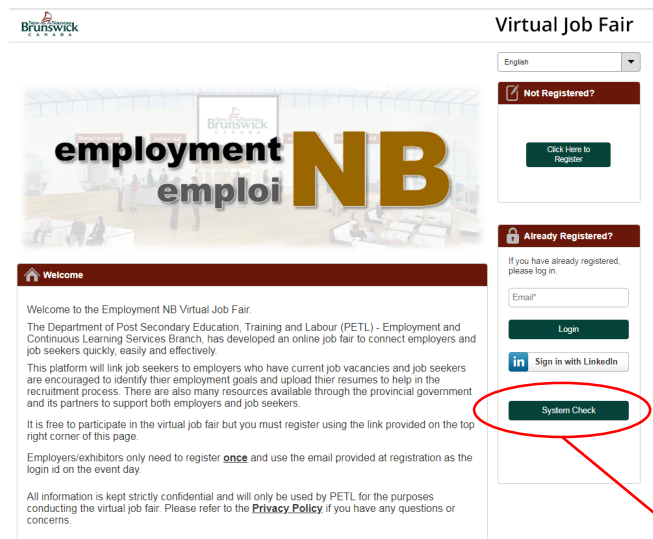 New Nouveau
Brunswick
CANADA
Virtual Job Fair
English
Not Registered?
Click Here to
Register
New Nouveau
Brunswick
CANADA
employment
emploi
NB
Already Registered?
If you have already registered,
please log in.
Email*
Login
in Sign in with LinkedIn
System Check
Welcome
Welcome to the Employment NB Virtual Job Fair.
The Department of Post Secondary Education, Training and Labour (PETL) - Employment and
Continuous Learning Services Branch, has developed an online job fair to connect employers and
job seekers quickly, easily and effectively.
This platform will link job seekers to employers who have current job vacancies and job seekers
are encouraged to identify thier employment goals and upload thier resumes to help in the
recruitment process. There are also many resources available through the provincial government
and its partners to support both employers and job seekers.
It is free to participate in the virtual job fair but you must register using the link provided on the top
right corner of this page.
Employers/exhibitors only need to register once and use the email provided at registration as the
login id on the event day.
All information is kept strictly confidential and will only be used by PETL for the purposes
conducting the virtual job fair. Please refer to the Privacy Policy if you have any questions or
concerns.